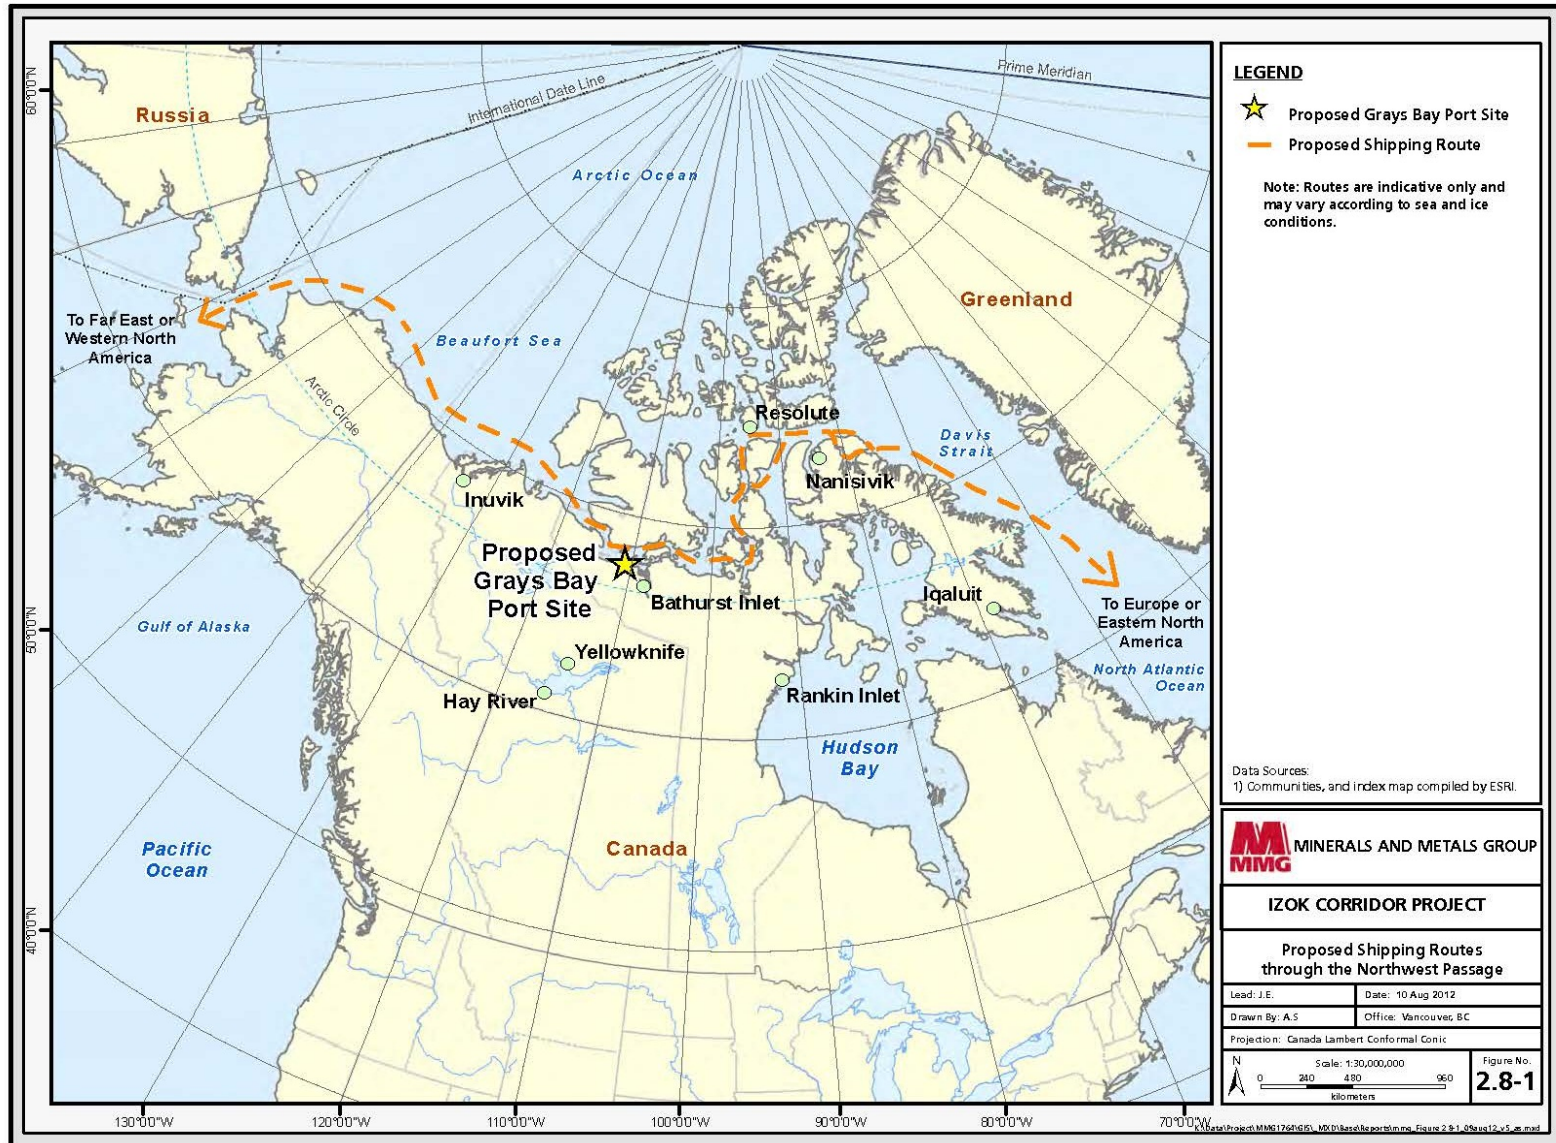 60°0'0"N
50°0'0"N
40°0'0"N
Russia
International Date Line
Prime Meridian
Arctic Ocean
Greenland
To Far East or
Western North
America
Beaufort Sea
Arctic Circle
Resolute
Davis
Strait
Nanisivik
Inuvik
Proposed
Grays Bay
Port Site
Bathurst Inlet
Iqaluit
To Europe or
Eastern North
America
Gulf of Alaska
Yellowknife
North Atlantic
Ocean
Hay River
Rankin Inlet
Hudson
Bay
Pacific
Ocean
Canada
130°0'0"W
120°0'0"W
110°0'0"W
100°0'0"W
90°0'0"W
80°0'0"W
70°0'0"W
LEGEND
Proposed Grays Bay Port Site
Proposed Shipping Route
Note: Routes are indicative only and
may vary according to sea and ice
conditions.
Data Sources:
1) Communities, and index map compiled by ESRI.
MMG
MINERALS AND METALS GROUP
IZOK CORRIDOR PROJECT
Proposed Shipping Routes
through the Northwest Passage
Lead: J.E.
Date: 10 Aug 2012
Drawn By: A.S
Office: Vancouver, BC
Projection: Canada Lambert Conformal Conic
N
Scale: 1:30,000,000
0 240 480 960
kilometers
Figure No.
2.8-1